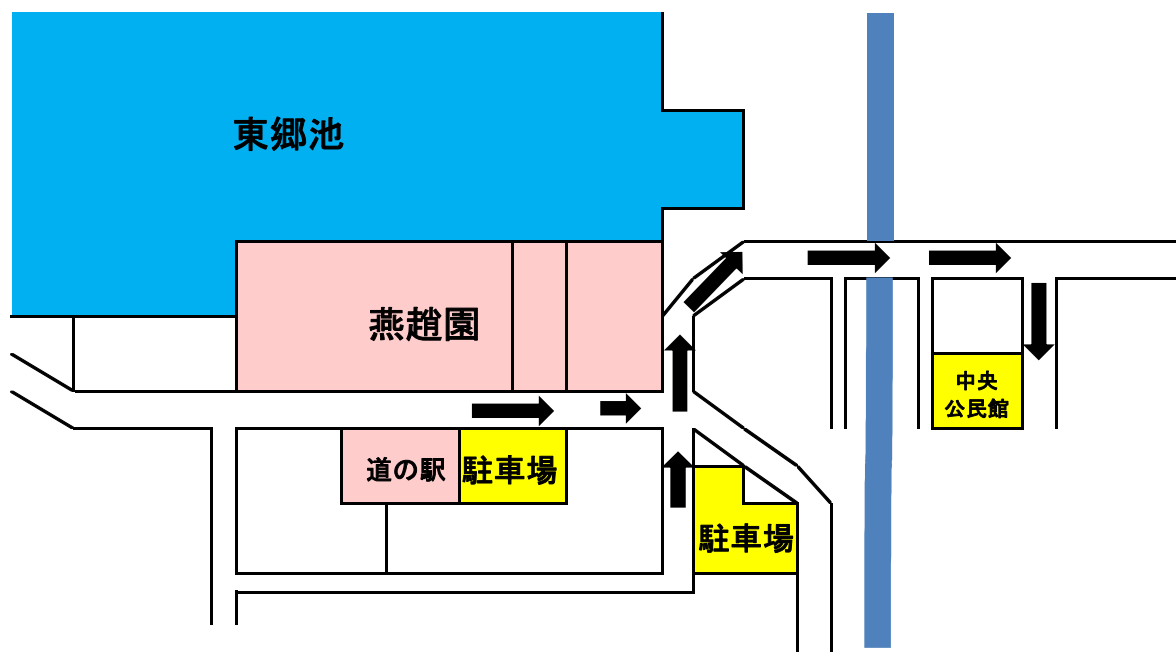 東郷池
燕趙園
道の駅
駐車場
駐車場
中央
公民館